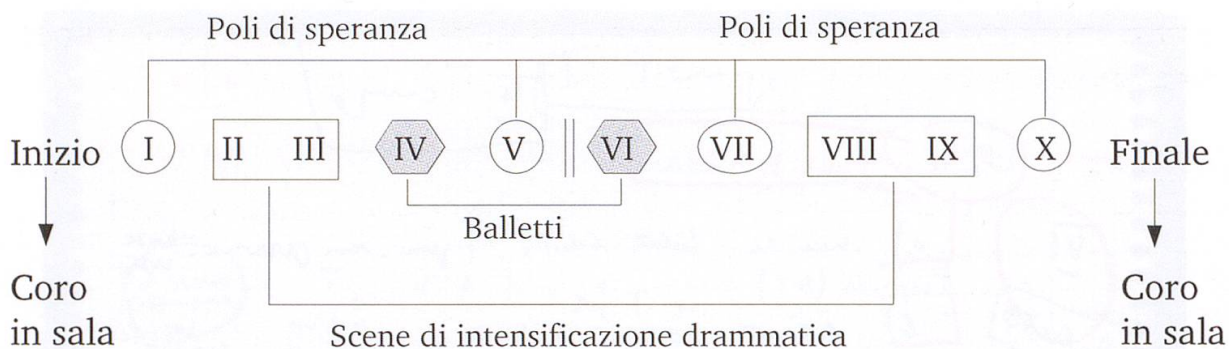 Poli di speranza Poli di speranza
Inizio I II III IV V VI VII VIII IX X Finale
Balletti
Coro
in sala
Coro
in sala
Scene di intensificazione drammatica